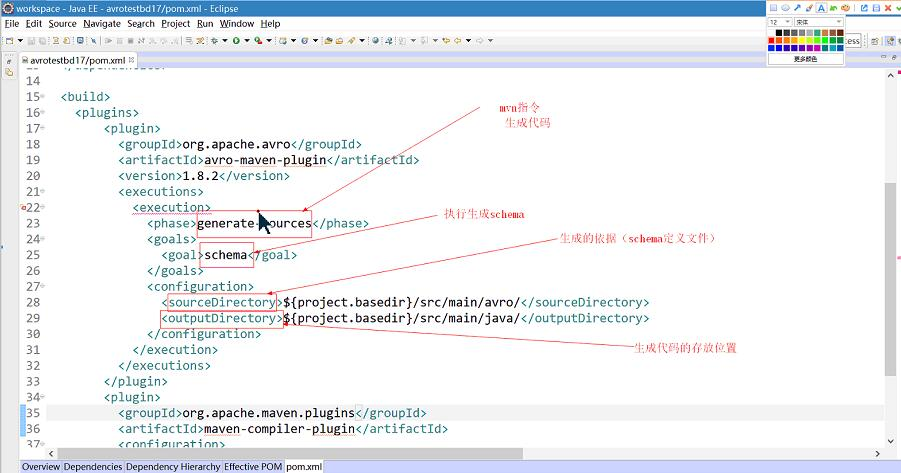 workspace - Java EE - avrotestbd17/pom.xml - Eclipse
File Edit Source Refactor Navigate Search Project Run Window Help
12 宋体
更多颜色
avrotestbd17/pom.xml
14
15 <build>
16 <plugins>
17 <plugin>
18 <groupId>org.apache.avro</groupId>
19 <artifactId>avro-maven-plugin</artifactId>
20 <version>1.8.2</version>
21 <executions>
22 <execution>
23 <phase>generate-sources</phase>
24 <goals>
25 <goal>schema</goal>
26 </goals>
27 <configuration>
28 <sourceDirectory>${project.basedir}/src/main/avro/</sourceDirectory>
29 <outputDirectory>${project.basedir}/src/main/java/</outputDirectory>
30 </configuration>
31 </execution>
32 </executions>
33 </plugin>
34 <plugin>
35 <groupId>org.apache.maven.plugins</groupId>
36 <artifactId>maven-compiler-plugin</artifactId>
37 <configuration>
mvn指令
生成代码
执行生成schema
生成的依据（schema定义文件）
生成代码的存放位置
Overview Dependencies Dependency Hierarchy Effective POM pom.xml